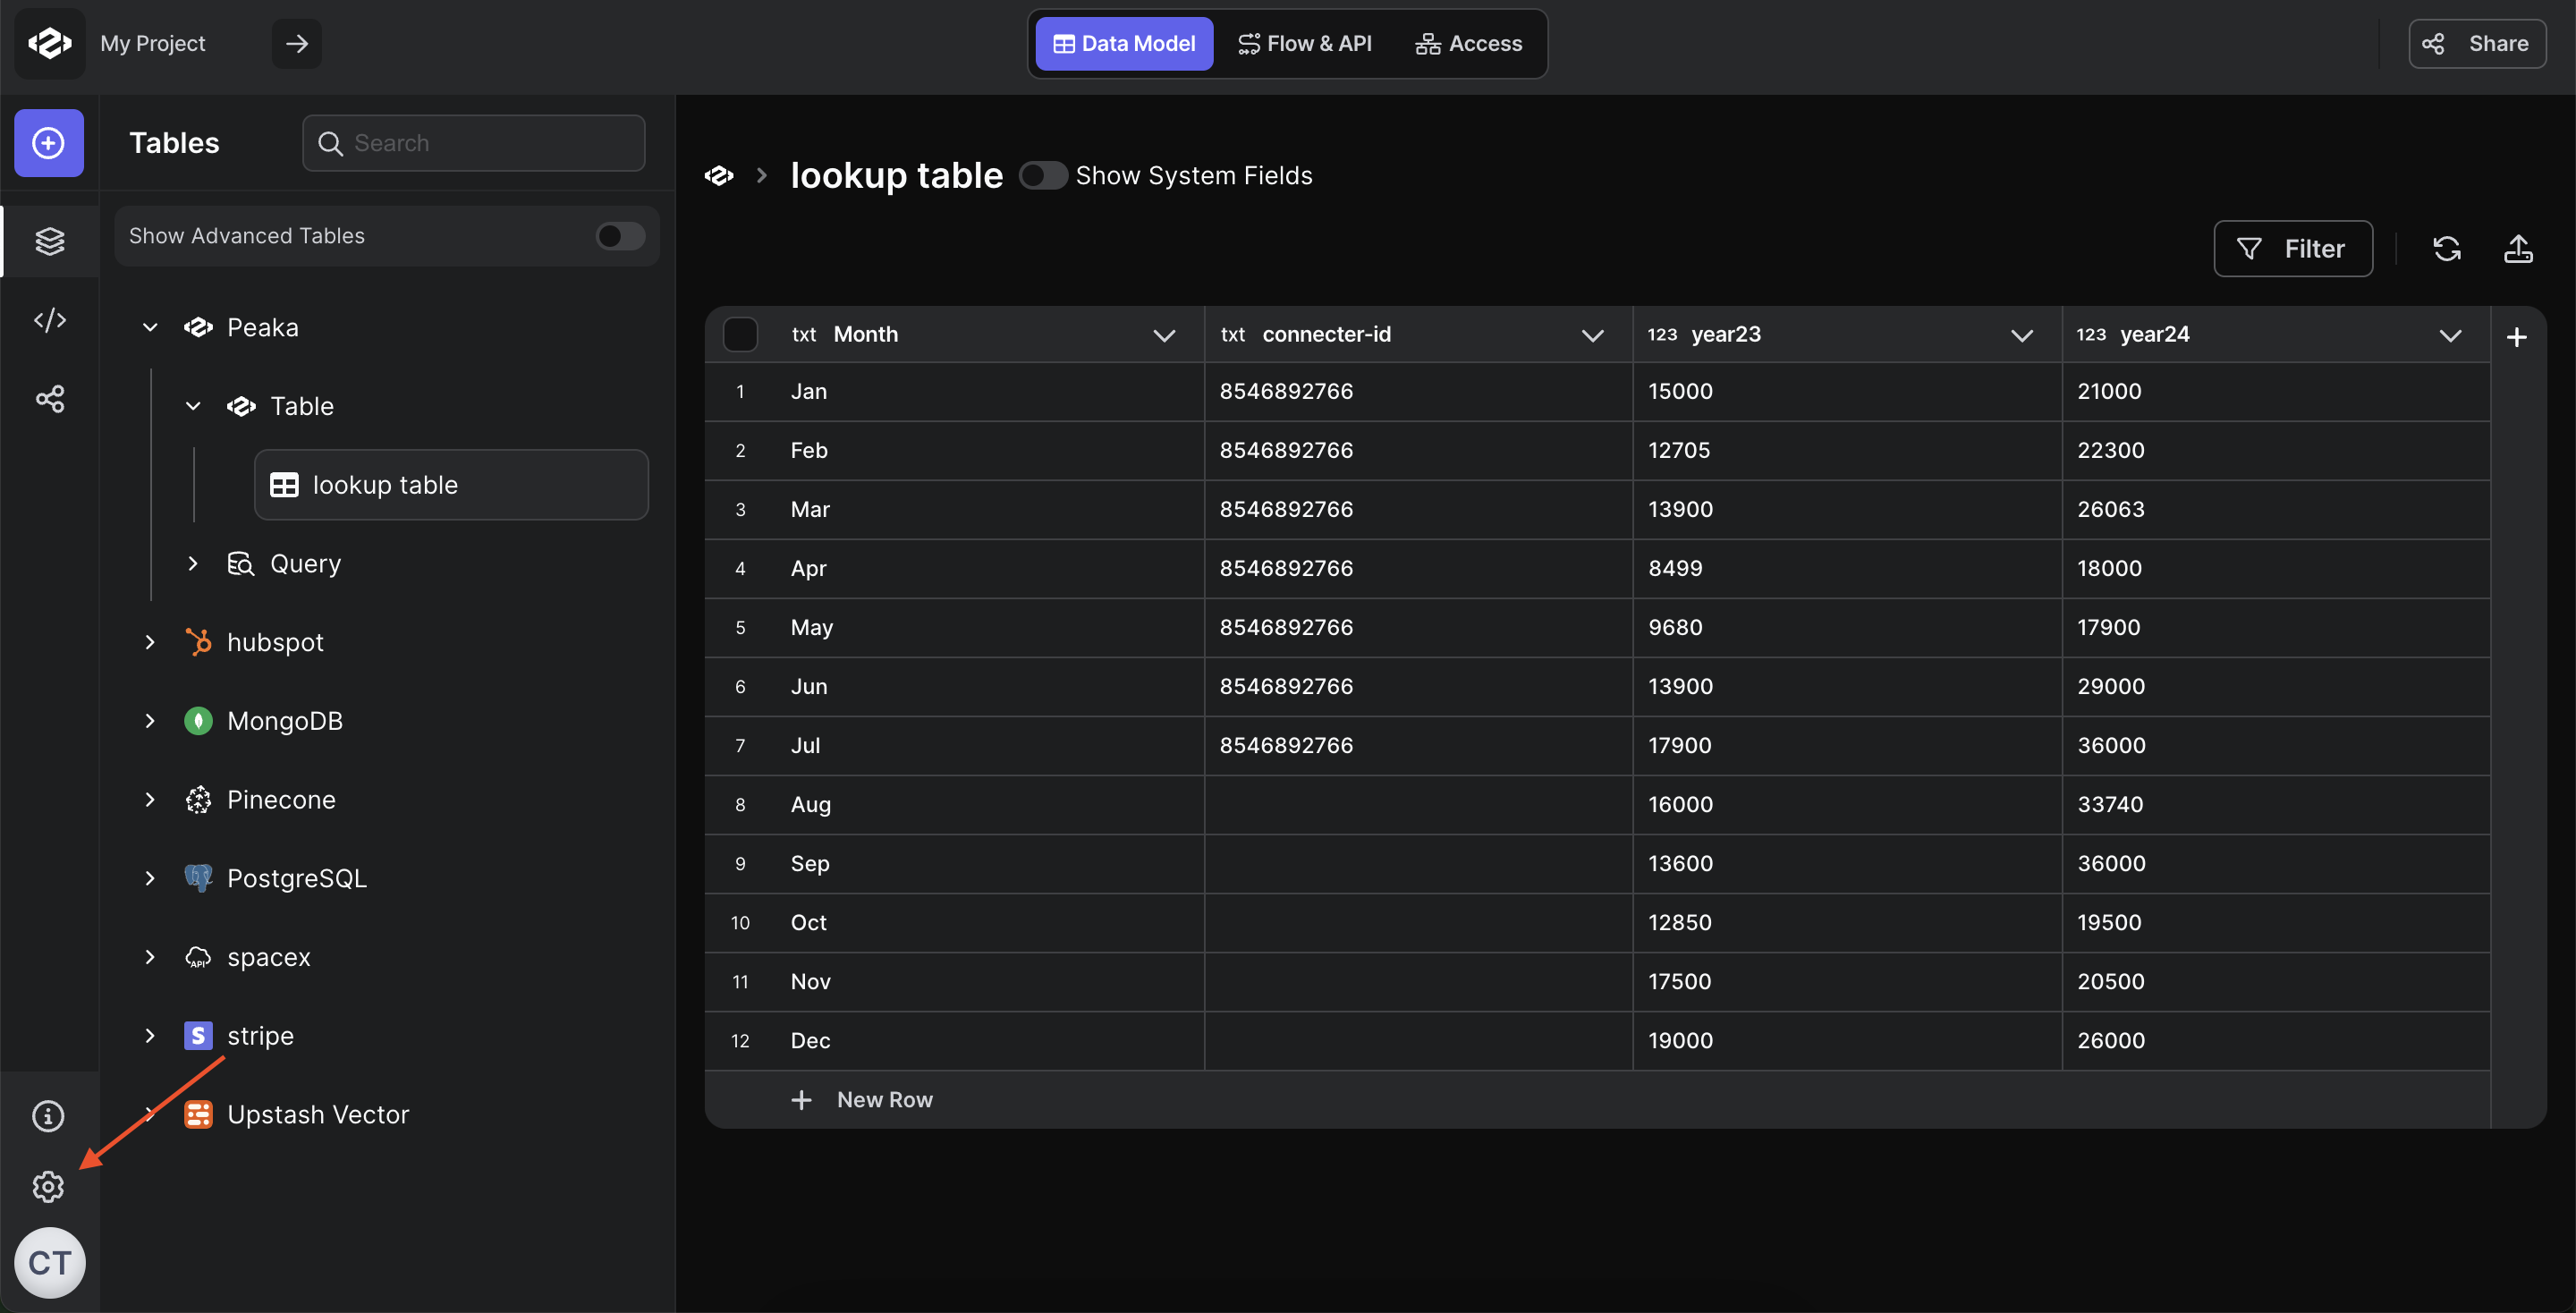 My Project
Data Model Flow & API Access
Share
Tables
Search
Show Advanced Tables
Peaka
Table
lookup table
Query
hubspot
MongoDB
Pinecone
PostgreSQL
API
spacex
S
stripe
Upstash Vector
CT
lookup table Show System Fields
Filter
txt Month txt connecter-id 123 year23 123 year24
1 Jan 8546892766 15000 21000
2 Feb 8546892766 12705 22300
3 Mar 8546892766 13900 26063
4 Apr 8546892766 8499 18000
5 May 8546892766 9680 17900
6 Jun 8546892766 13900 29000
7 Jul 8546892766 17900 36000
8 Aug 16000 33740
9 Sep 13600 36000
10 Oct 12850 19500
11 Nov 17500 20500
12 Dec 19000 26000
New Row